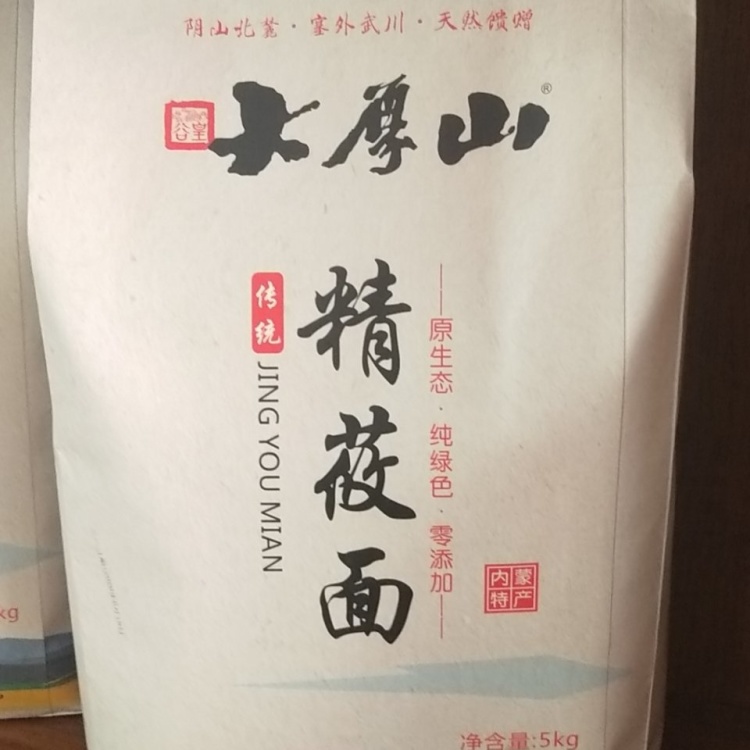 阴山北麓·塞外武川·天然馈赠
大厚山®
皇谷
传统
精莜面
JING YOU MIAN
原生态·纯绿色·零添加
内蒙
特产
净含量:5kg
kg